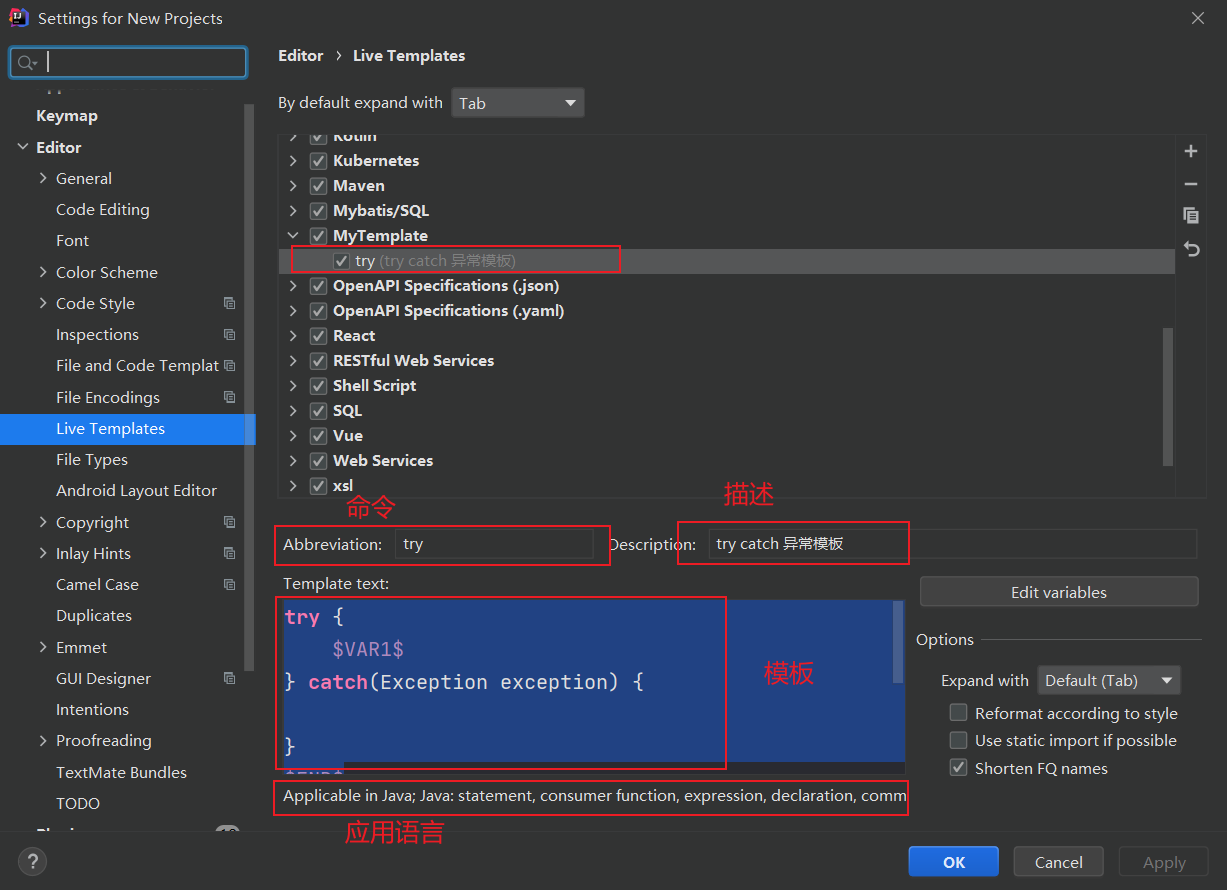 Settings for New Projects
Keymap
Editor
General
Code Editing
Font
Color Scheme
Code Style
Inspections
File and Code Templat
File Encodings
Live Templates
File Types
Android Layout Editor
Copyright
Inlay Hints
Camel Case
Duplicates
Emmet
GUI Designer
Intentions
Proofreading
TextMate Bundles
TODO
Editor › Live Templates
By default expand with Tab
Kotlin
Kubernetes
Maven
Mybatis/SQL
MyTemplate
try (try catch 异常模板)
OpenAPI Specifications (.json)
OpenAPI Specifications (.yaml)
React
RESTful Web Services
Shell Script
SQL
Vue
Web Services
xsl
命令
描述
Abbreviation: try
Description: try catch 异常模板
Template text:
try {
$VAR1$
} catch(Exception exception) {
}
$END$
模板
Applicable in Java; Java: statement, consumer function, expression, declaration, comm
应用语言
Edit variables
Options
Expand with Default (Tab)
Reformat according to style
Use static import if possible
Shorten FQ names
?
OK
Cancel
Apply